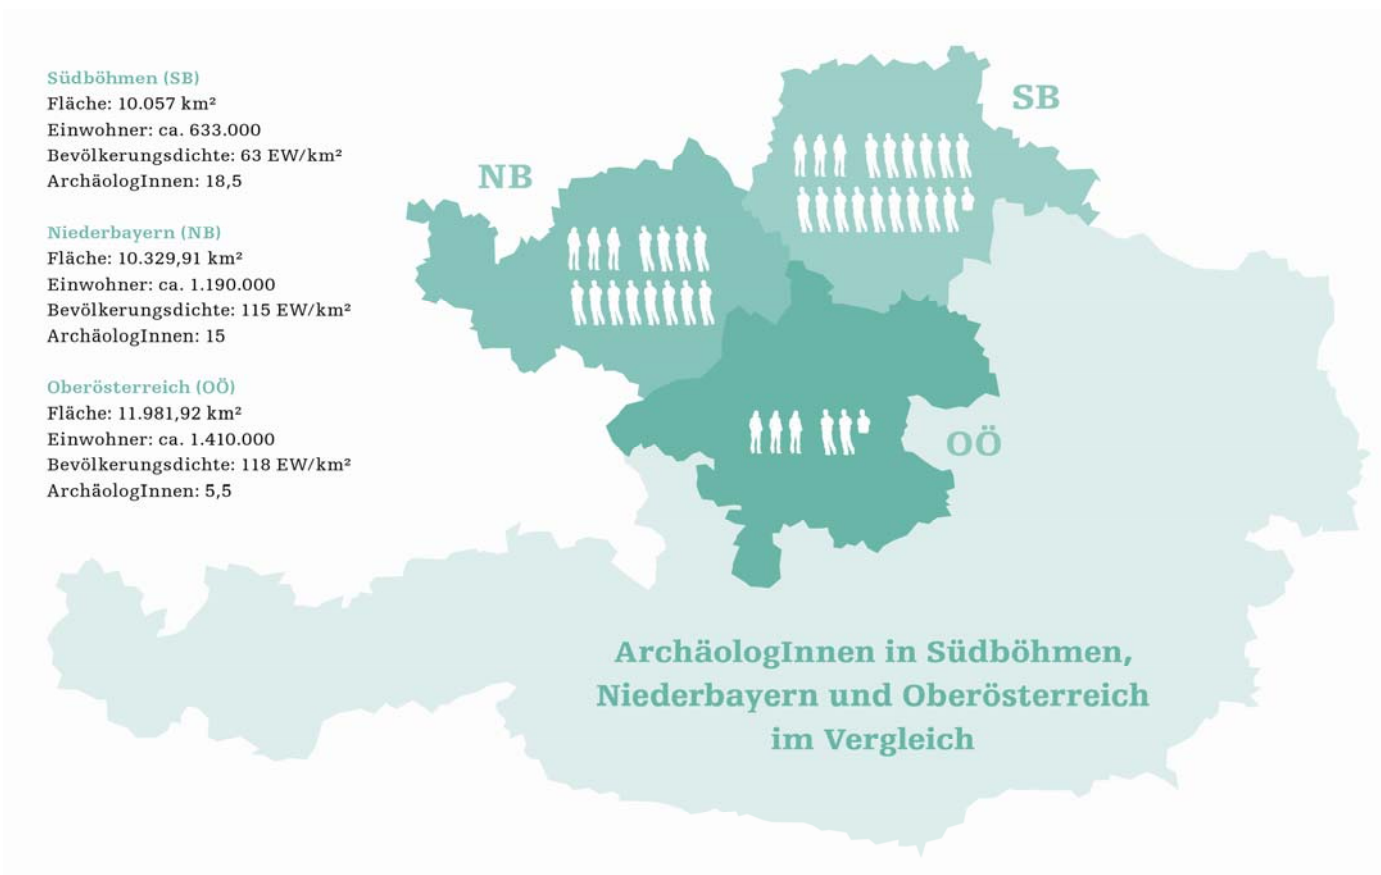 Südböhmen (SB)
Fläche: 10.057 km²
Einwohner: ca. 633.000
Bevölkerungsdichte: 63 EW/km²
ArchäologInnen: 18,5
Niederbayern (NB)
Fläche: 10.329,91 km²
Einwohner: ca. 1.190.000
Bevölkerungsdichte: 115 EW/km²
ArchäologInnen: 15
Oberösterreich (OÖ)
Fläche: 11.981,92 km²
Einwohner: ca. 1.410.000
Bevölkerungsdichte: 118 EW/km²
ArchäologInnen: 5,5
SB
NB
OÖ
ArchäologInnen in Südböhmen,
Niederbayern und Oberösterreich
im Vergleich